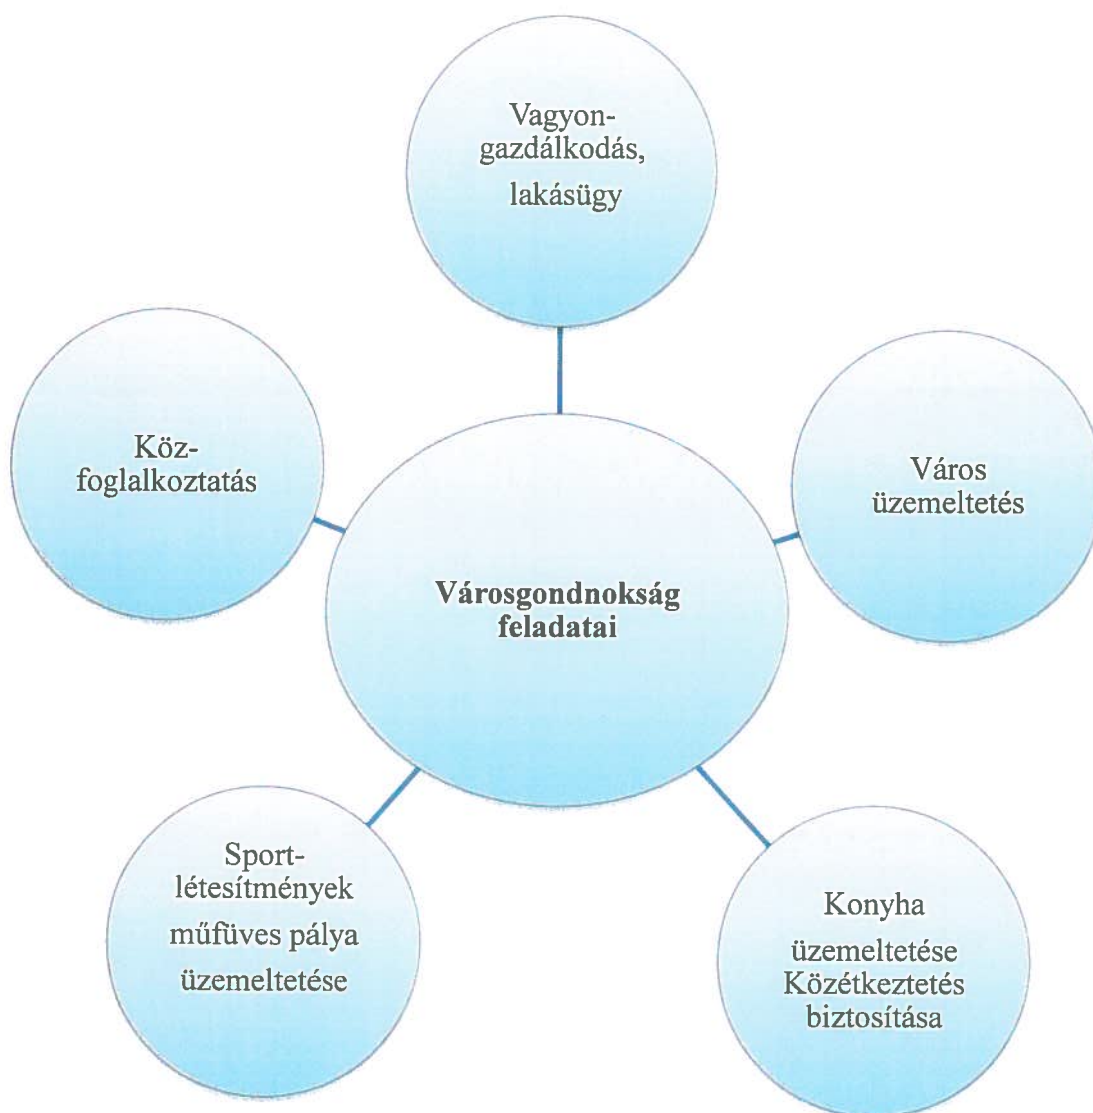 Vagyon-
gazdálkodás,
lakásügy
Köz-
foglalkoztatás
Város
üzemeltetés
Városgondnokság
feladatai
Sport-
létesítmények
műfüves pálya
üzemeltetése
Konyha
üzemeltetése
Közétkeztetés
biztosítása